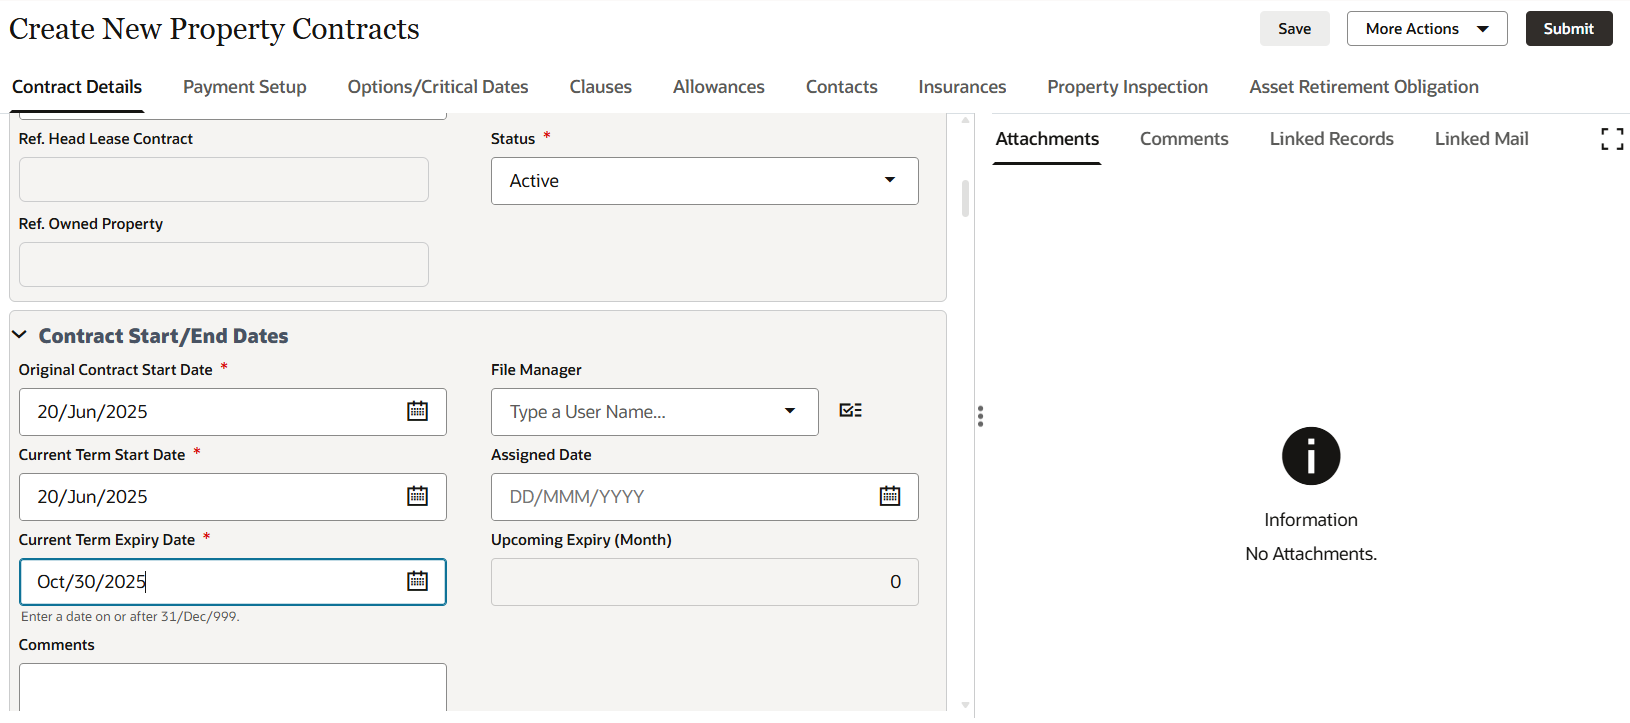 Create New Property Contracts
Save
More Actions
Submit
Contract Details
Payment Setup
Options/Critical Dates
Clauses
Allowances
Contacts
Insurances
Property Inspection
Asset Retirement Obligation
Ref. Head Lease Contract
Status *
Active
Ref. Owned Property
Contract Start/End Dates
Original Contract Start Date *
20/Jun/2025
File Manager
Type a User Name...
Current Term Start Date *
20/Jun/2025
Assigned Date
DD/MMM/YYYY
Current Term Expiry Date *
Oct/30/2025
Enter a date on or after 31/Dec/999.
Upcoming Expiry (Month)
0
Comments
Attachments
Comments
Linked Records
Linked Mail
Information
No Attachments.